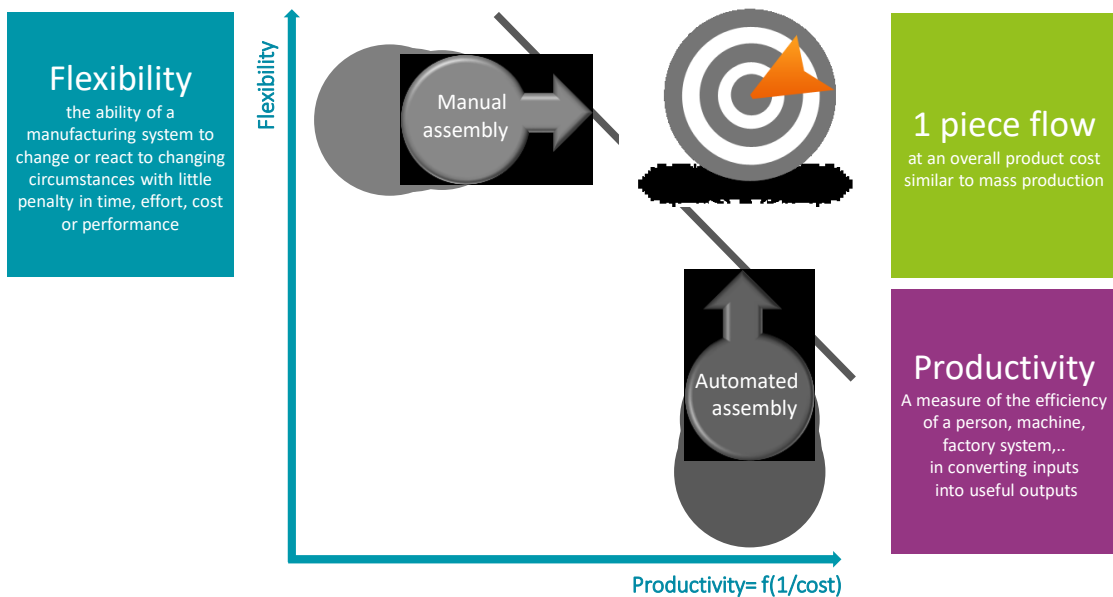 Flexibility
the ability of a
manufacturing system to
change or react to changing
circumstances with little
penalty in time, effort, cost
or performance
Flexibility
Manual
assembly
1 piece flow
at an overall product cost
similar to mass production
Automated
assembly
Productivity
A measure of the efficiency
of a person, machine,
factory system,..
in converting inputs
into useful outputs
Productivity= f(1/cost)